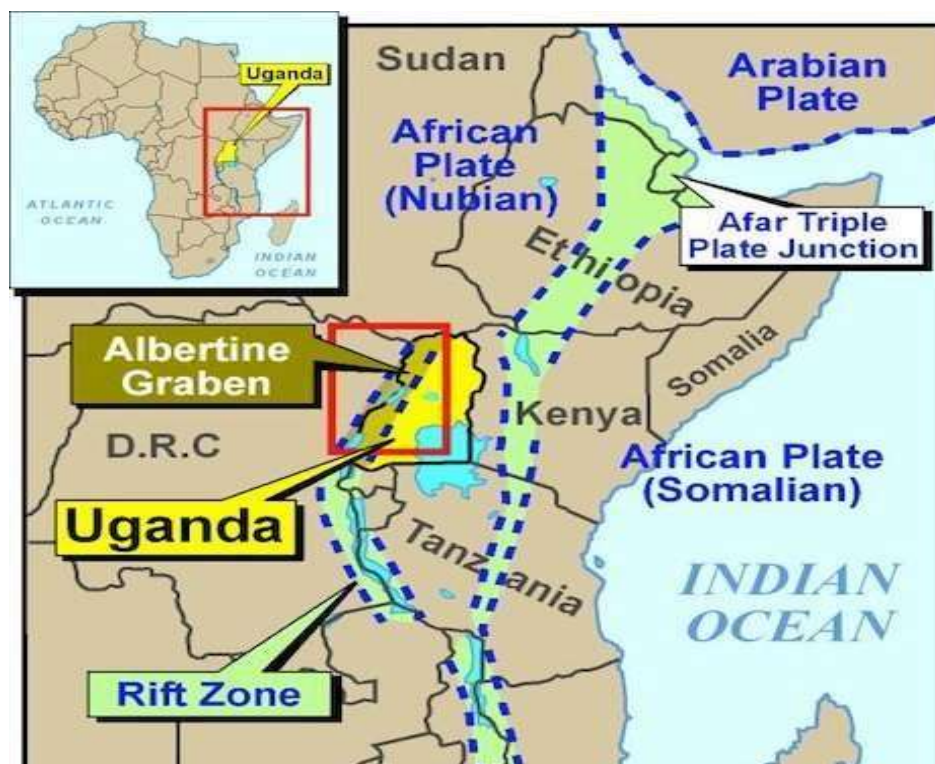 Uganda
ATLANTIC
OCEAN
INDIAN
OCEAN
Sudan
Arabian
Plate
African
Plate
(Nubian)
Afar Triple
Plate Junction
Ethiopia
Somalia
Albertine
Graben
Kenya
D.R.C
African Plate
(Somalian)
Uganda
Tanzania
INDIAN
OCEAN
Rift Zone